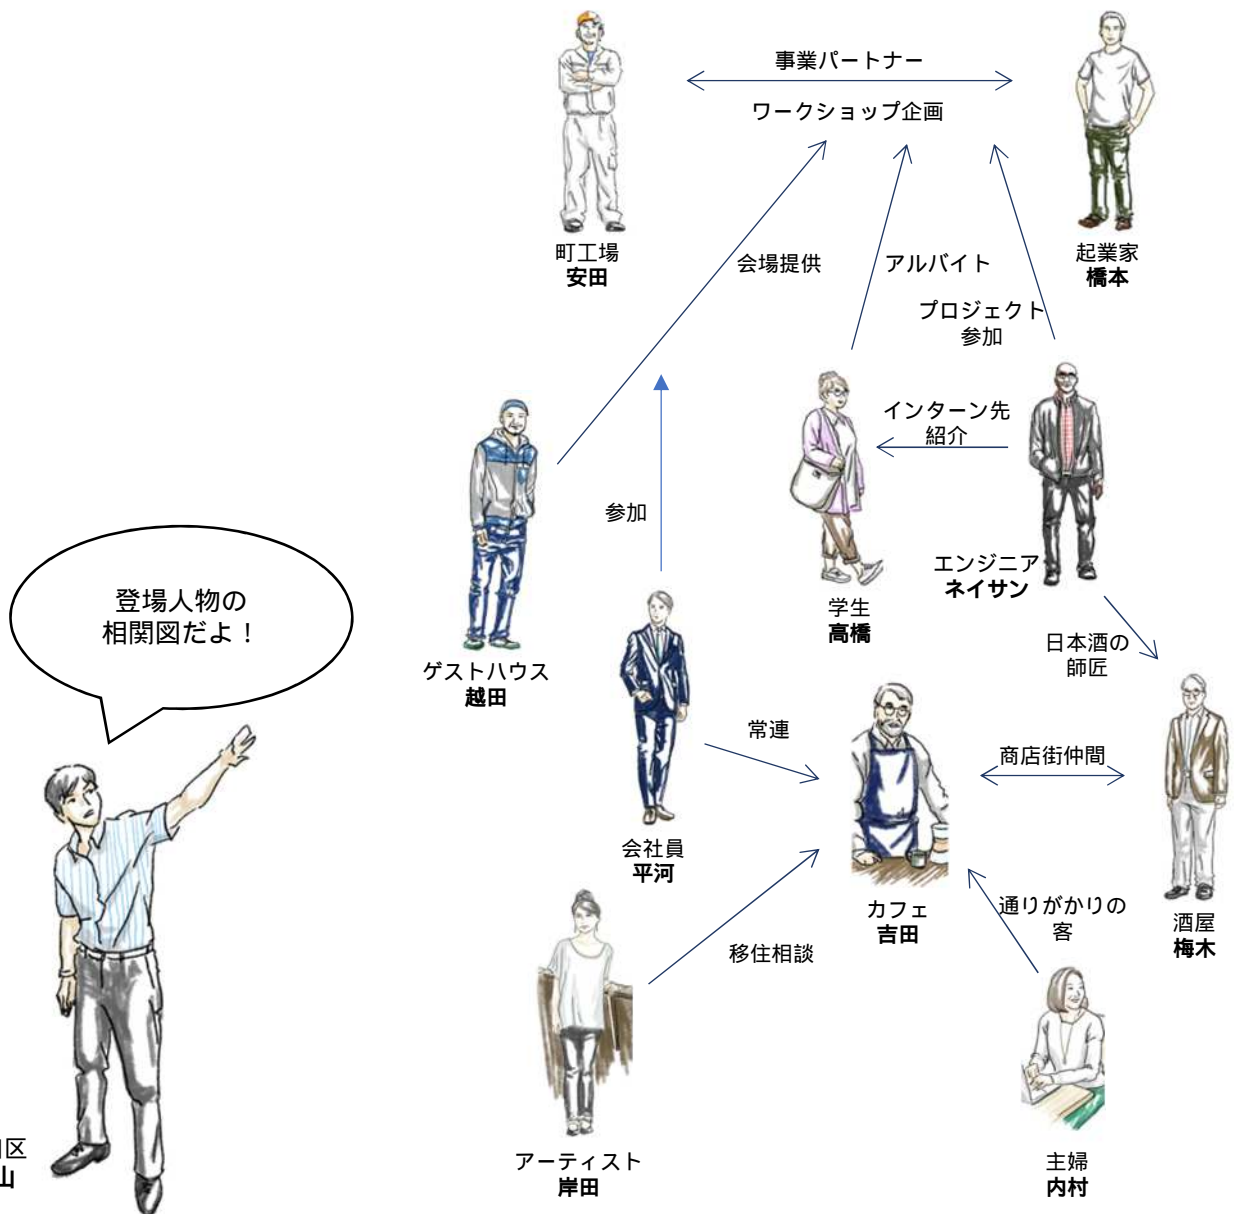 事業パートナー
ワークショップ企画
町工場
安田
起業家
橋本
会場提供
アルバイト
プロジェクト
参加
インターン先
紹介
参加
エンジニア
ネイサン
学生
高橋
登場人物の
相関図だよ！
日本酒の
師匠
ゲストハウス
越田
常連
商店街仲間
会社員
平河
カフェ
吉田
通りがかりの
客
酒屋
梅木
移住相談
区
山
アーティスト
岸田
主婦
内村